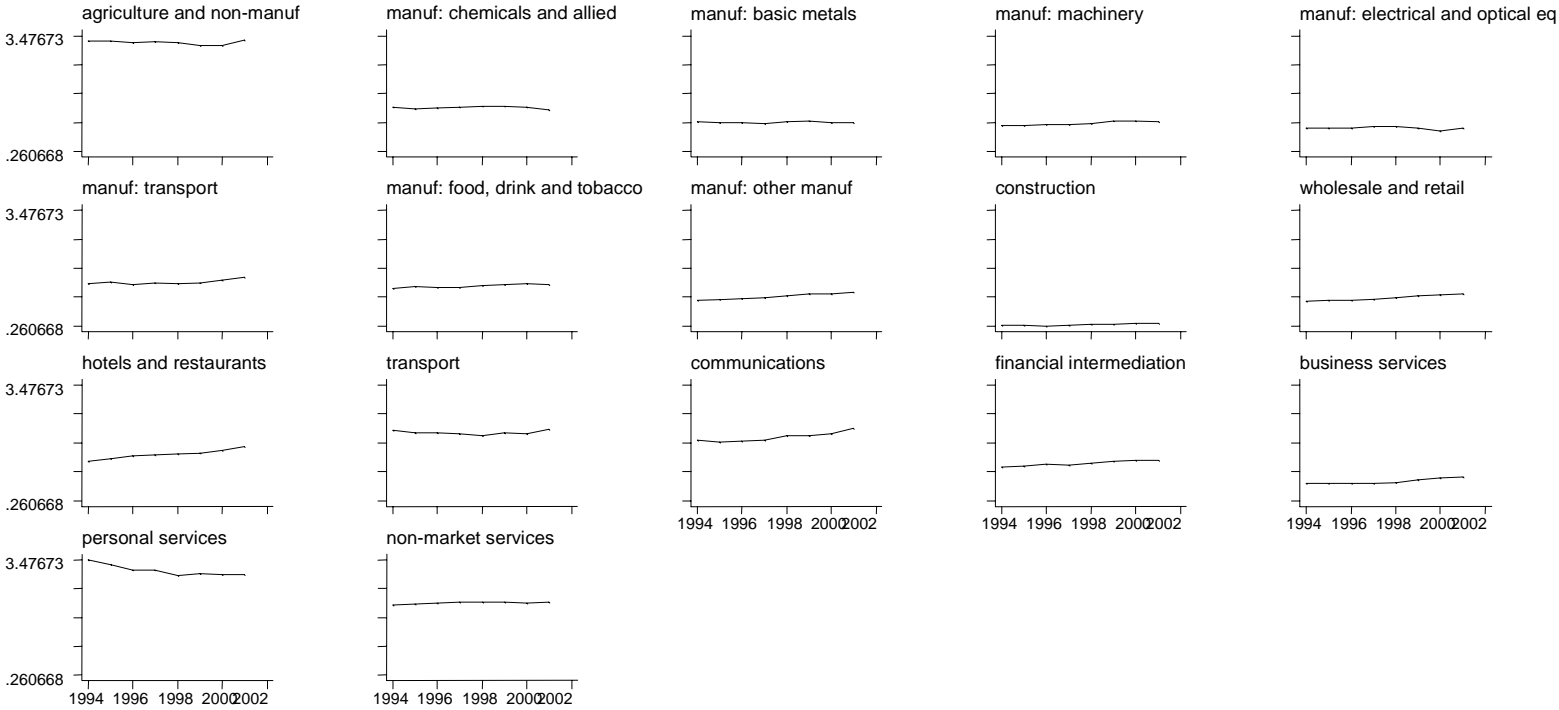 agriculture and non-manuf
manuf: chemicals and allied
manuf: basic metals
manuf: machinery
manuf: electrical and optical eq
3.47673
.260668
manuf: transport
manuf: food, drink and tobacco
manuf: other manuf
construction
wholesale and retail
3.47673
.260668
hotels and restaurants
transport
communications
financial intermediation
business services
3.47673
.260668
1994 1996 1998 2000 2002
1994 1996 1998 2000 2002
1994 1996 1998 2000 2002
personal services
non-market services
3.47673
.260668
1994 1996 1998 2000 2002
1994 1996 1998 2000 2002